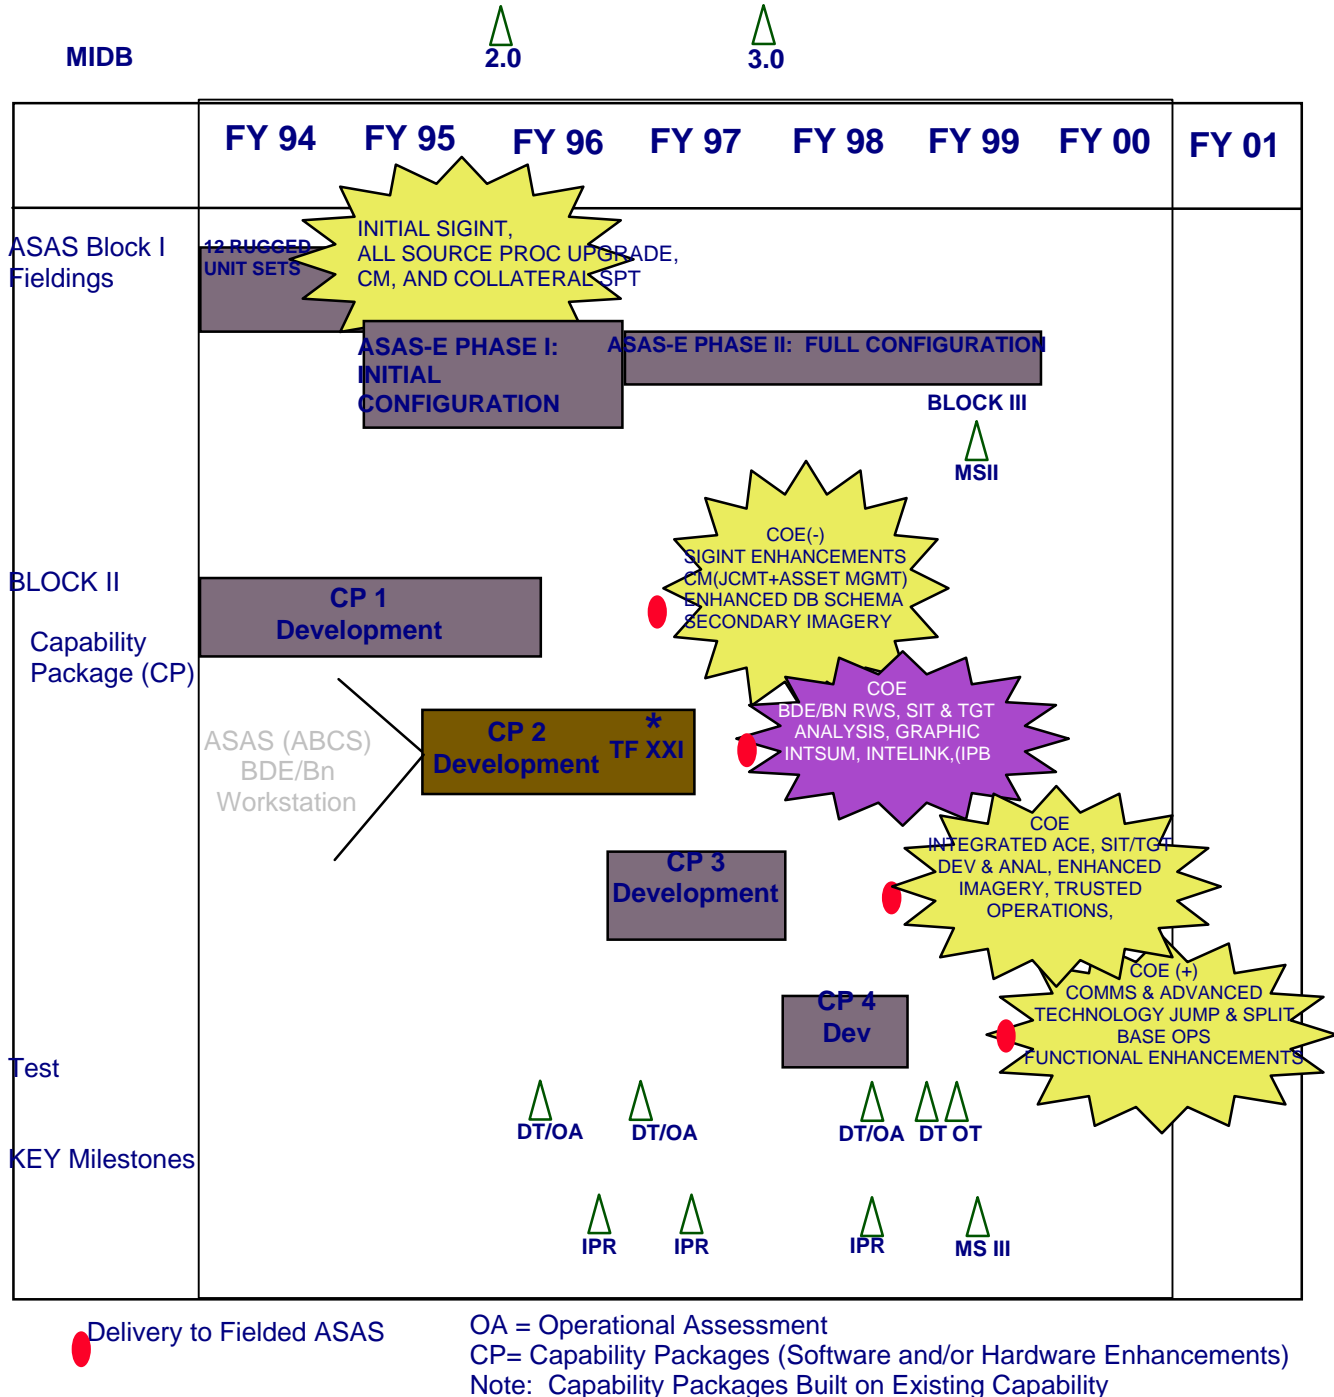 MIDB
2.0
3.0
FY 94
FY 95
FY 96
FY 97
FY 98
FY 99
FY 00
FY 01
ASAS Block I
Fieldings
12 RUGGED
UNIT SETS
INITIAL SIGINT,
ALL SOURCE PROC UPGRADE,
CM, AND COLLATERAL SPT
ASAS-E PHASE I:
INITIAL
CONFIGURATION
ASAS-E PHASE II:  FULL CONFIGURATION
BLOCK III
MSII
BLOCK II
Capability
Package (CP)
CP 1
Development
COE(-)
SIGINT ENHANCEMENTS
CM(JCMT+ASSET MGMT)
ENHANCED DB SCHEMA
SECONDARY IMAGERY
ASAS (ABCS)
BDE/Bn
Workstation
CP 2
Development
*
TF XXI
COE
BDE/BN RWS, SIT & TGT
ANALYSIS, GRAPHIC
INTSUM, INTELINK,(IPB
CP 3
Development
COE
INTEGRATED ACE, SIT/TGT
DEV & ANAL, ENHANCED
IMAGERY, TRUSTED
OPERATIONS,
CP 4
Dev
COE (+)
COMMS & ADVANCED
TECHNOLOGY JUMP & SPLIT
BASE OPS
FUNCTIONAL ENHANCEMENTS
Test
DT/OA
DT/OA
DT/OA
DT OT
KEY Milestones
IPR
IPR
IPR
MS III
Delivery to Fielded ASAS
OA = Operational Assessment
CP= Capability Packages (Software and/or Hardware Enhancements)
Note:  Capability Packages Built on Existing Capability